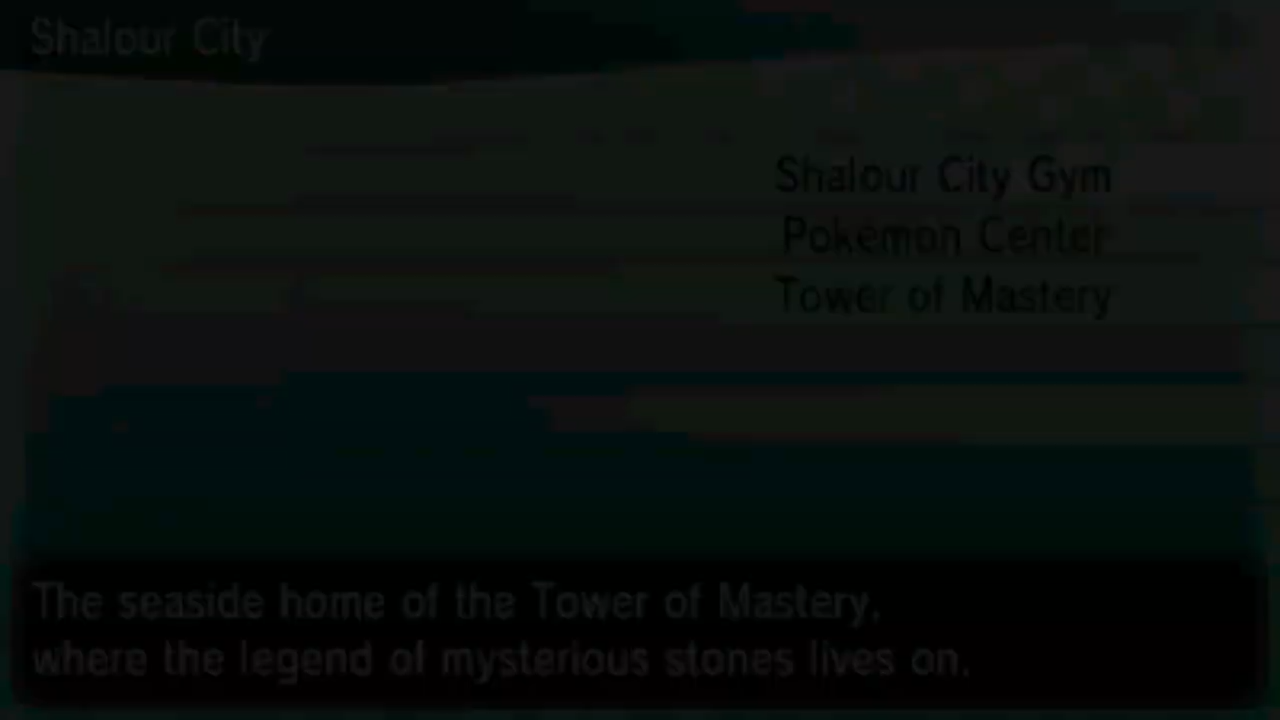 Shalour City
Shalour City Gym
Pokémon Center
Tower of Mastery
The seaside home of the Tower of Mastery,
where the legend of mysterious stones lives on.